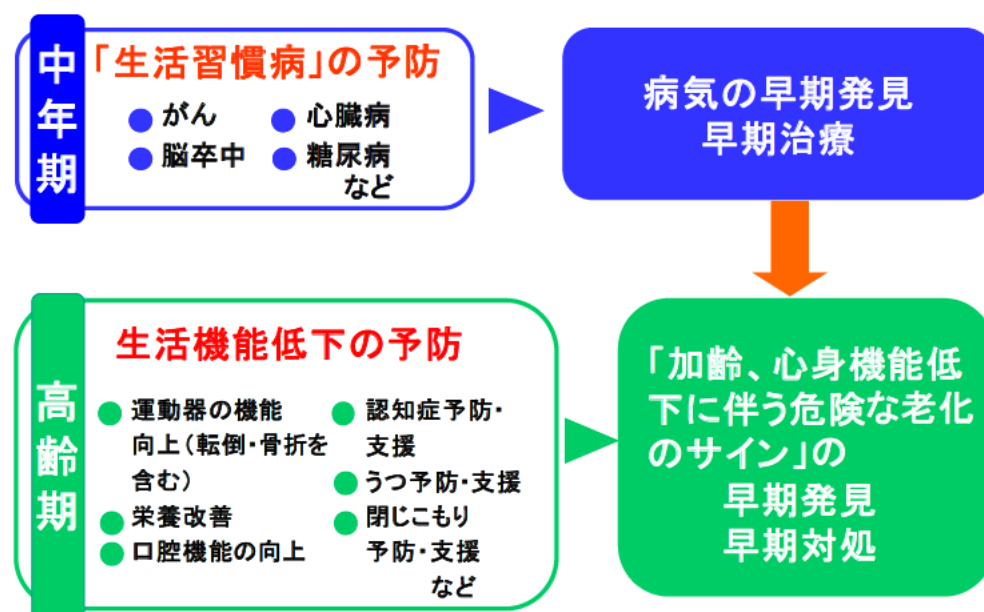 中年期
「生活習慣病」の予防
● がん
● 心臓病
● 脳卒中
● 糖尿病
など
病気の早期発見
早期治療
高齢期
生活機能低下の予防
● 運動器の機能
向上(転倒・骨折を
含む)
● 栄養改善
● 口腔機能の向上
● 認知症予防・
支援
● うつ予防・支援
● 閉じこもり
予防・支援
など
「加齢、心身機能低
下に伴う危険な老化
のサイン」の
早期発見
早期対処